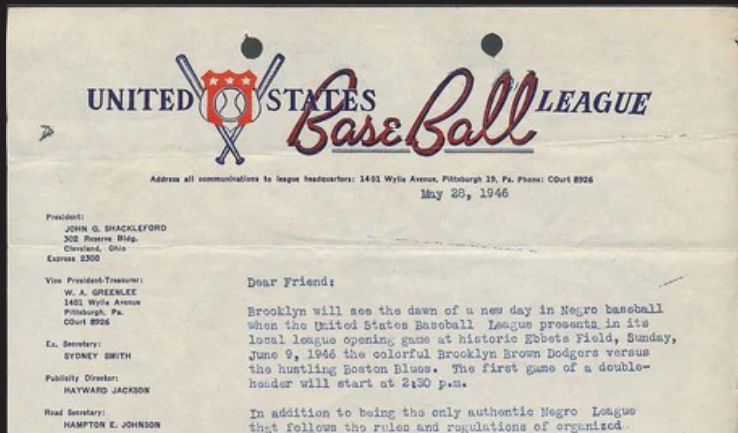 UNITED STATES BaseBall LEAGUE
Address all communications to league headquarters: 1401 Wylie Avenue, Pittsburgh 19, Pa. Phone: COurt 8926
May 28, 1946
President:
JOHN G. SHACKLEFORD
302 Reserve Bldg.
Cleveland, Ohio
Express 2300
Vice President-Treasurer:
W. A. GREENLEE
1401 Wylie Avenue
Pittsburgh, Pa.
COurt 8926
Ex. Secretary:
SYDNEY SMITH
Publicity Director:
HAYWARD JACKSON
Road Secretary:
HAMPTON E. JOHNSON
Dear Friend:
Brooklyn will see the dawn of a new day in Negro baseball
when the United States Baseball League presents in its
local league opening game at historic Ebbets Field, Sunday,
June 9, 1946 the colorful Brooklyn Brown Dodgers versus
the hustling Boston Blues. The first game of a double-
header will start at 2:30 p.m.
In addition to being the only authentic Negro League
that follows the rules and regulations of organized